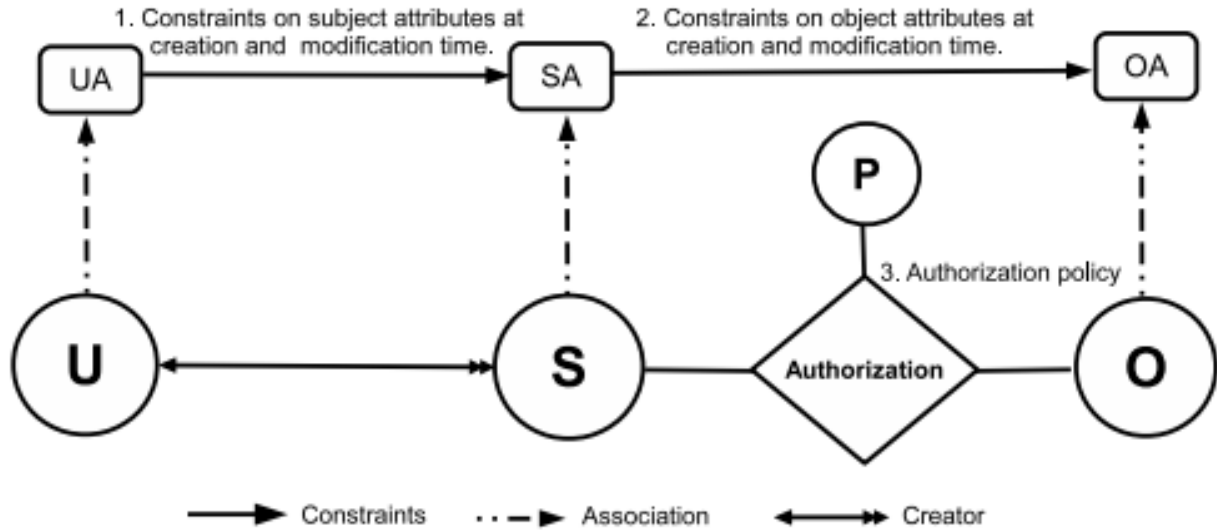 1. Constraints on subject attributes at
creation and modification time.
2. Constraints on object attributes at
creation and modification time.
UA
SA
OA
P
3. Authorization policy
U
S
Authorization
O
Constraints
Association
Creator